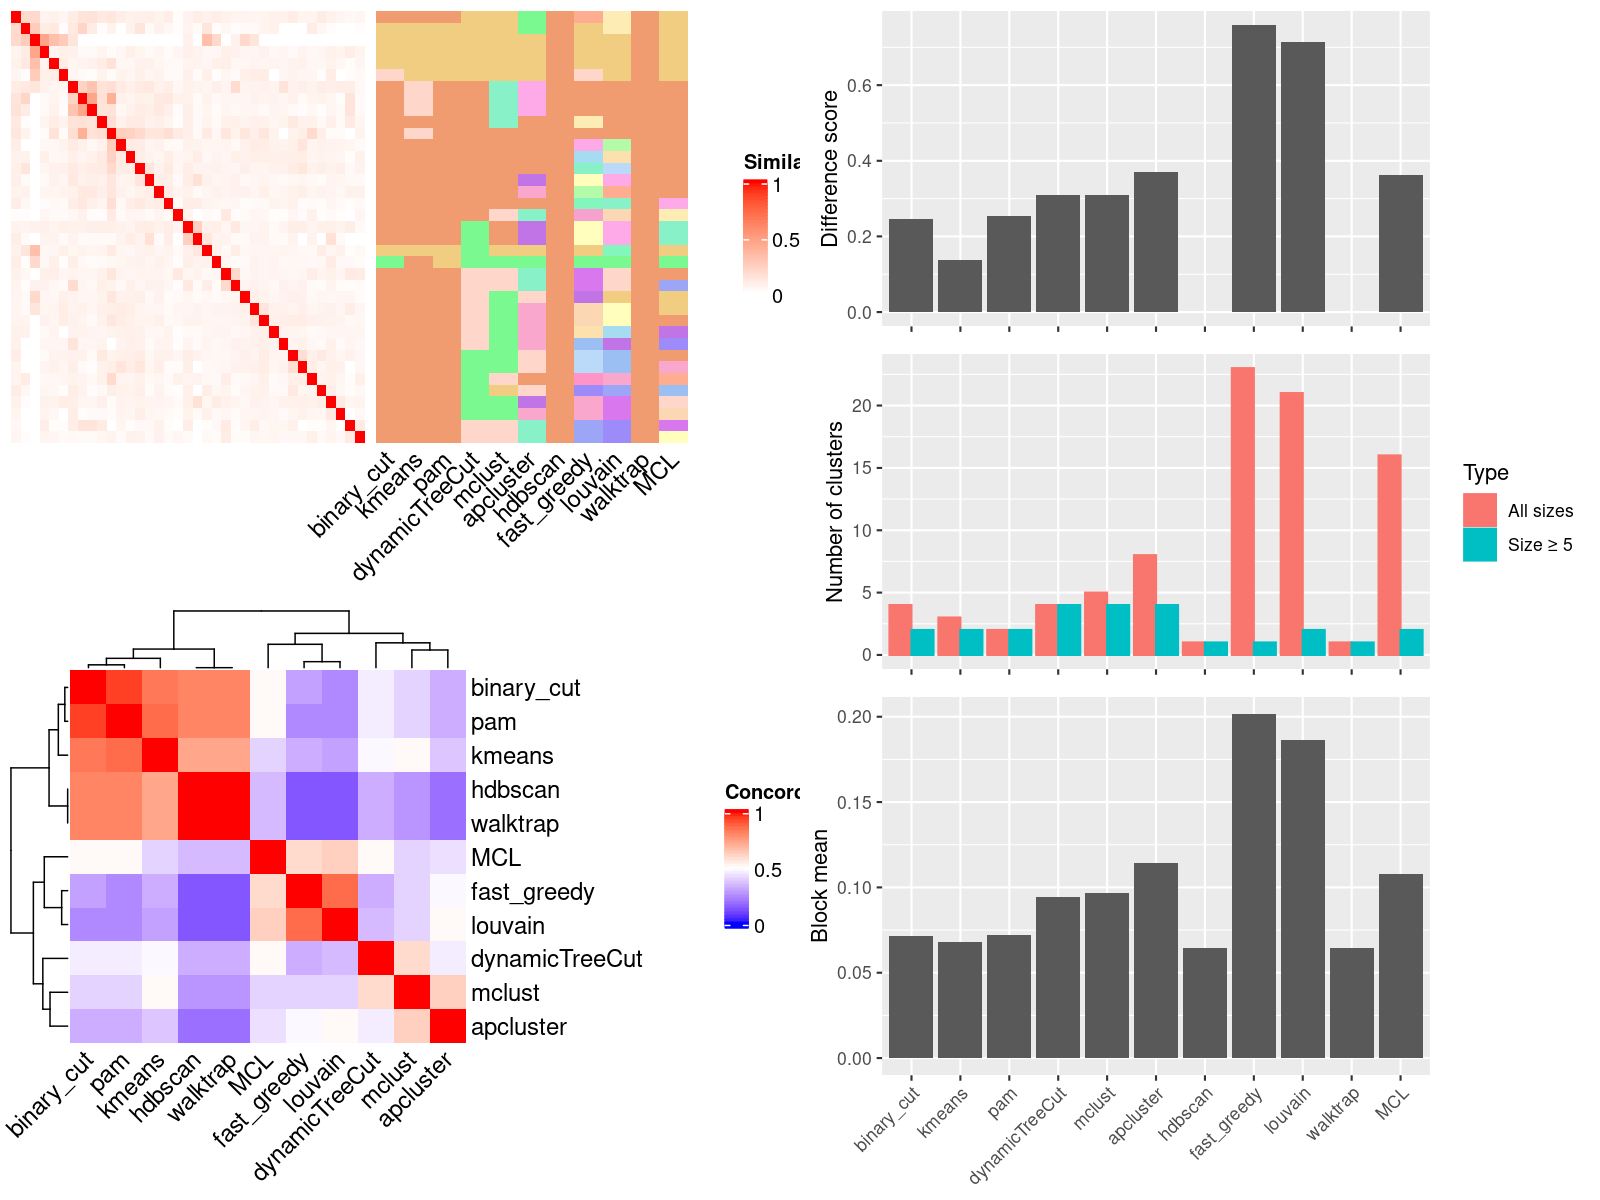 Simila
1
0.5
0
binary_cut
kmeans
pam
dynamicTreeCut
mclust
apcluster
hdbscan
fast_greedy
louvain
walktrap
MCL
binary_cut
pam
kmeans
hdbscan
walktrap
MCL
fast_greedy
louvain
dynamicTreeCut
mclust
apcluster
Concord
1
0.5
0
binary_cut
pam
kmeans
hdbscan
walktrap
MCL
fast_greedy
louvain
dynamicTreeCut
mclust
apcluster
Difference score
0.6
0.4
0.2
0.0
Number of clusters
20
15
10
5
0
Type
All sizes
Size ≥ 5
Block mean
0.20
0.15
0.10
0.05
0.00
binary_cut
kmeans
pam
dynamicTreeCut
mclust
apcluster
hdbscan
fast_greedy
louvain
walktrap
MCL